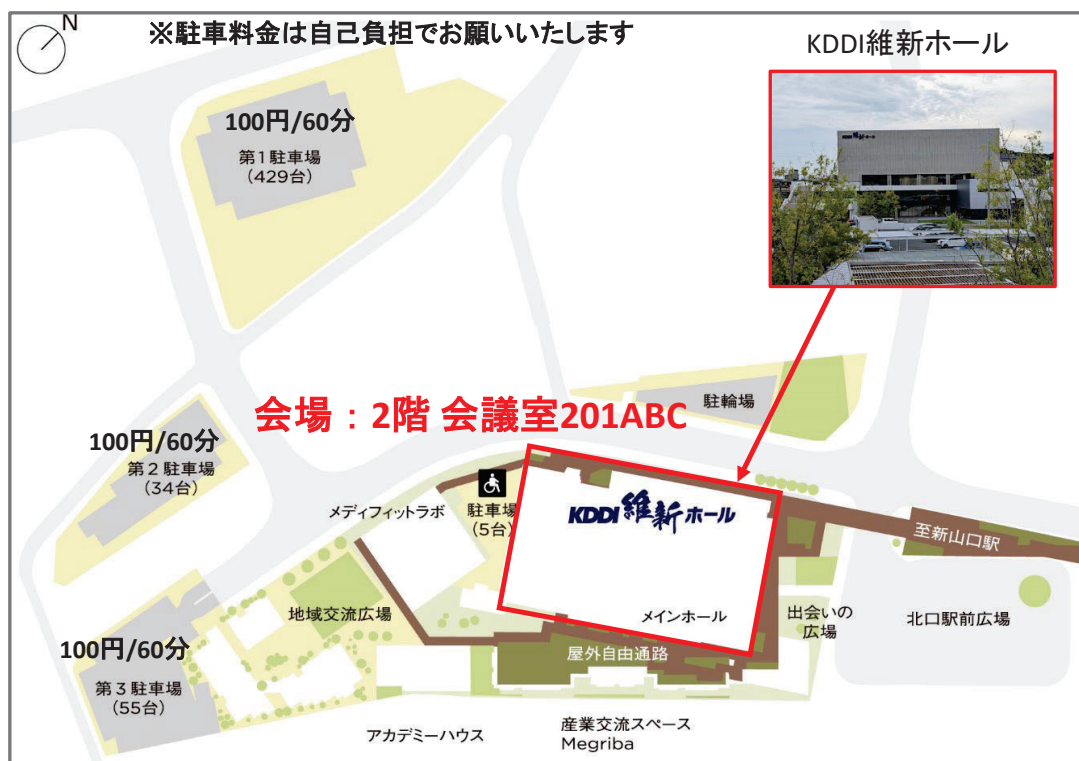 N
※駐車料金は自己負担でお願いいたします
KDDI維新ホール
KDDI 維新ホール
100円/60分
第1駐車場
(429台)
会場：2階 会議室201ABC
駐輪場
100円/60分
第2駐車場
(34台)
メディフィットラボ
駐車場
(5台)
KDDI 維新ホール
至新山口駅
地域交流広場
メインホール
出会いの
広場
北口駅前広場
100円/60分
第3駐車場
(55台)
屋外自由通路
アカデミーハウス
産業交流スペース
Megriba